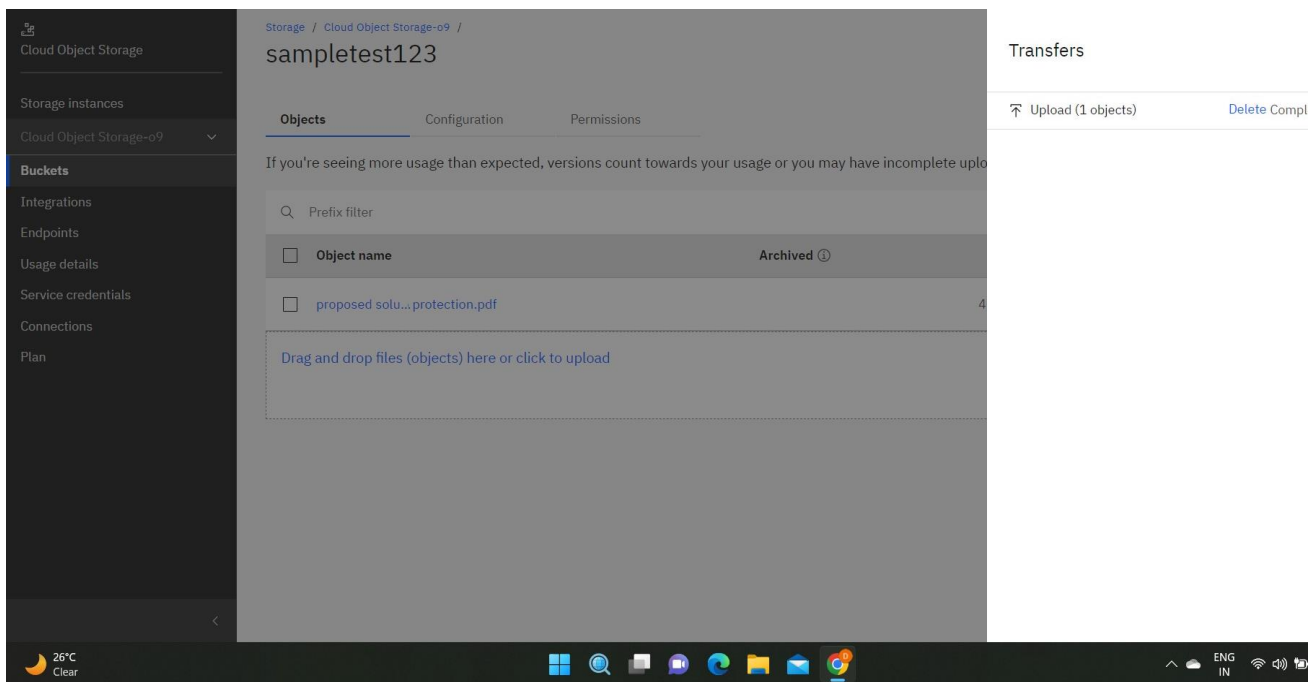 Cloud Object Storage
Storage instances
Cloud Object Storage-o9
Buckets
Integrations
Endpoints
Usage details
Service credentials
Connections
Plan
Storage / Cloud Object Storage-o9 /
sampletest123
Objects Configuration Permissions
If you're seeing more usage than expected, versions count towards your usage or you may have incomplete uplo
Prefix filter
Object name Archived
proposed solu...protection.pdf 4
Drag and drop files (objects) here or click to upload
Transfers
Upload (1 objects) Delete Compl
26°C
Clear
ENG
IN